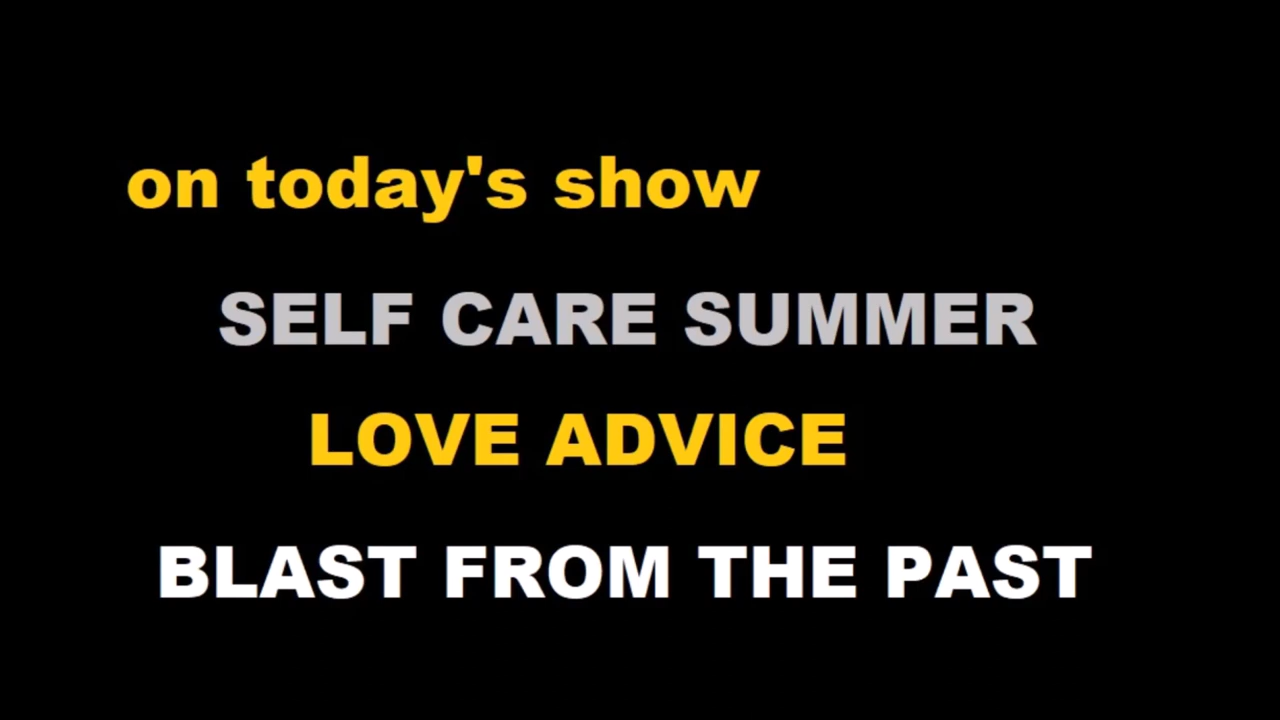 on today's show
SELF CARE SUMMER
LOVE ADVICE
BLAST FROM THE PAST